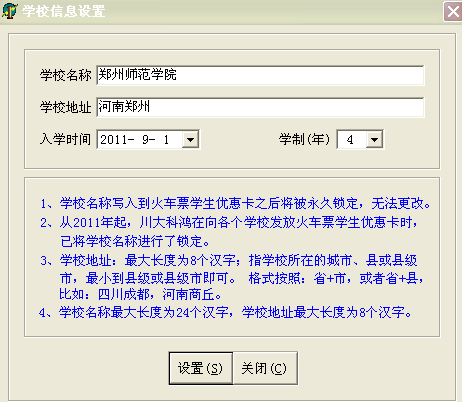 学校信息设置
学校名称 郑州师范学院
学校地址 河南郑州
入学时间 2011- 9- 1 学制(年) 4
1、学校名称写入到火车票学生优惠卡之后将被永久锁定，无法更改。
2、从2011年起，川大科鸿在向各个学校发放火车票学生优惠卡时，
已将学校名称进行了锁定。
3、学校地址：最大长度为8个汉字；指学校所在的城市、县或县级
市，最小到县级或县级市即可。 格式按照：省+市，或者省+县，
比如：四川成都，河南商丘。
4、学校名称最大长度为24个汉字，学校地址最大长度为8个汉字。
设置(S) 关闭(C)